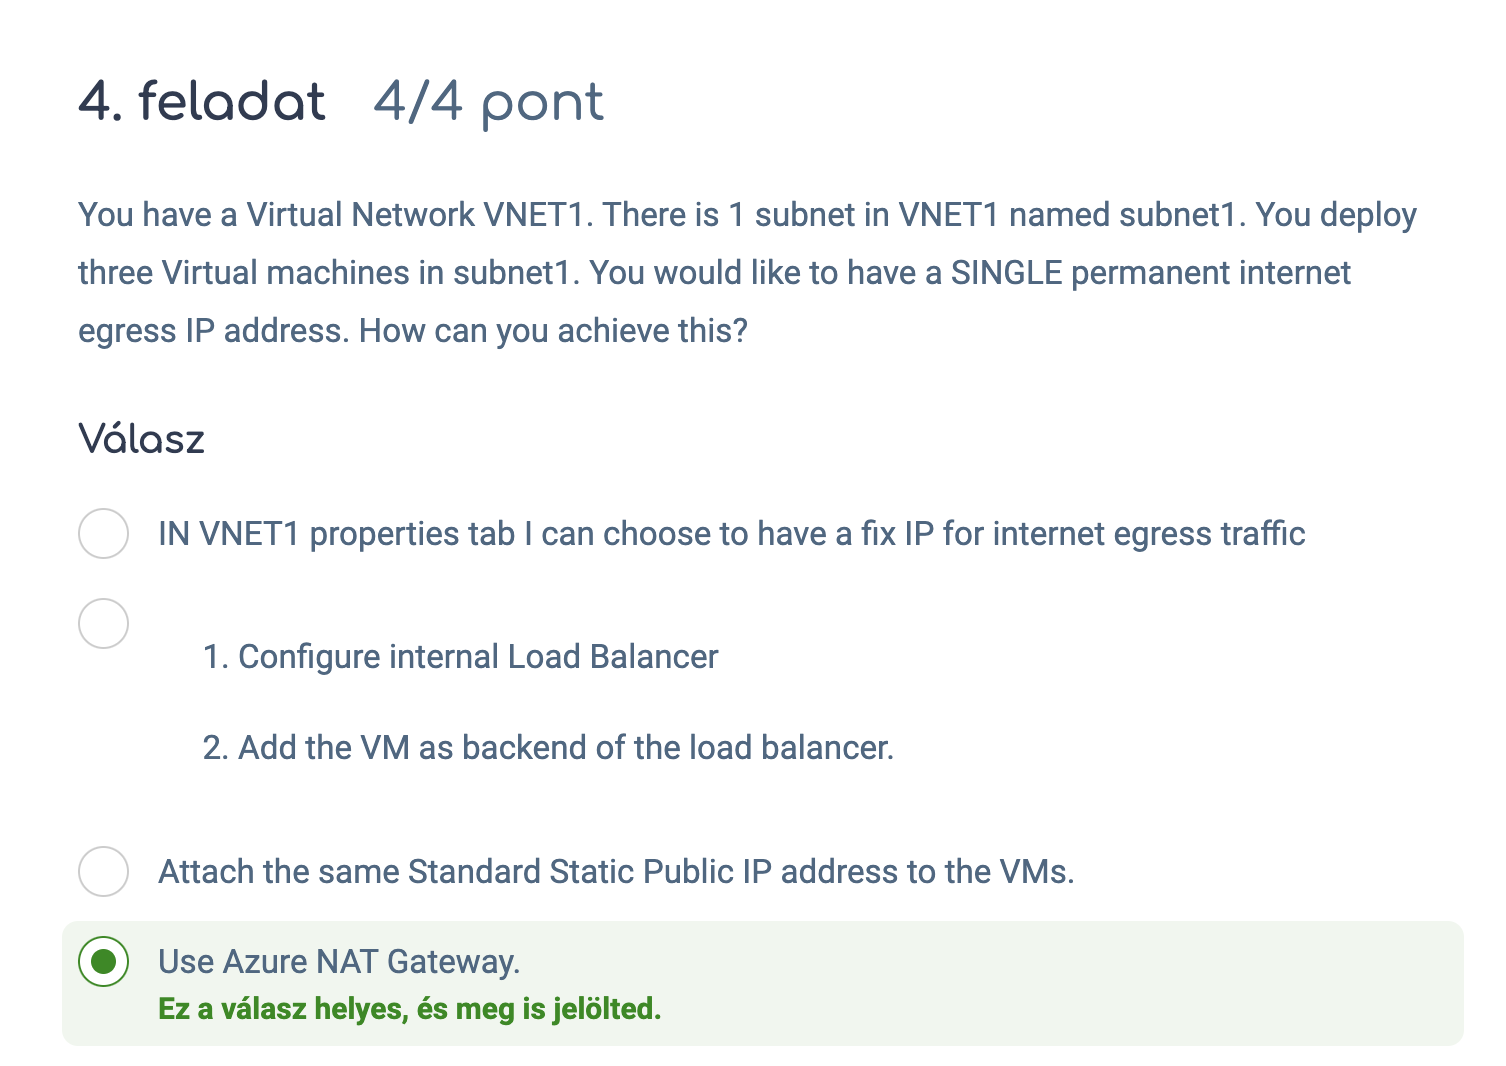 4. feladat 4/4 pont
You have a Virtual Network VNET1. There is 1 subnet in VNET1 named subnet1. You deploy
three Virtual machines in subnet1. You would like to have a SINGLE permanent internet
egress IP address. How can you achieve this?
Válasz
IN VNET1 properties tab I can choose to have a fix IP for internet egress traffic
1. Configure internal Load Balancer
2. Add the VM as backend of the load balancer.
Attach the same Standard Static Public IP address to the VMs.
Use Azure NAT Gateway.
Ez a válasz helyes, és meg is jelölted.